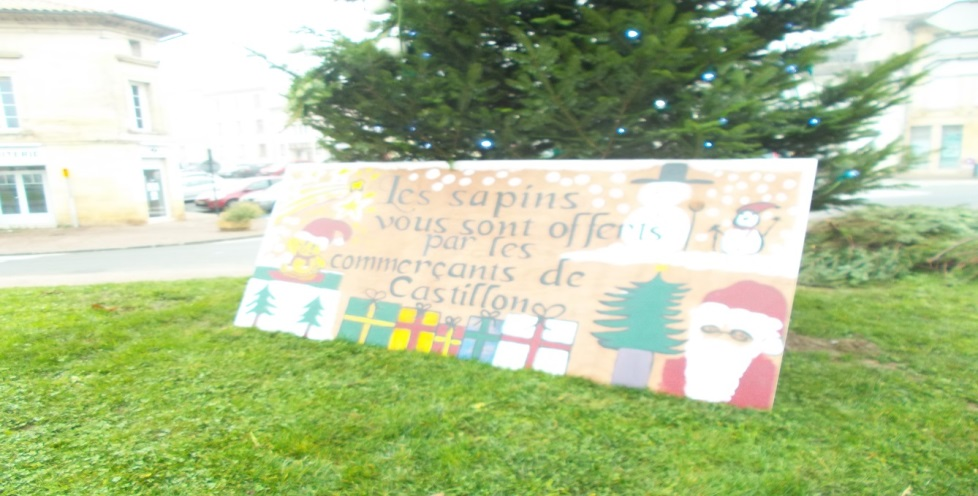 les sapins
vous sont offerts
par les
commerçants de
Castillon